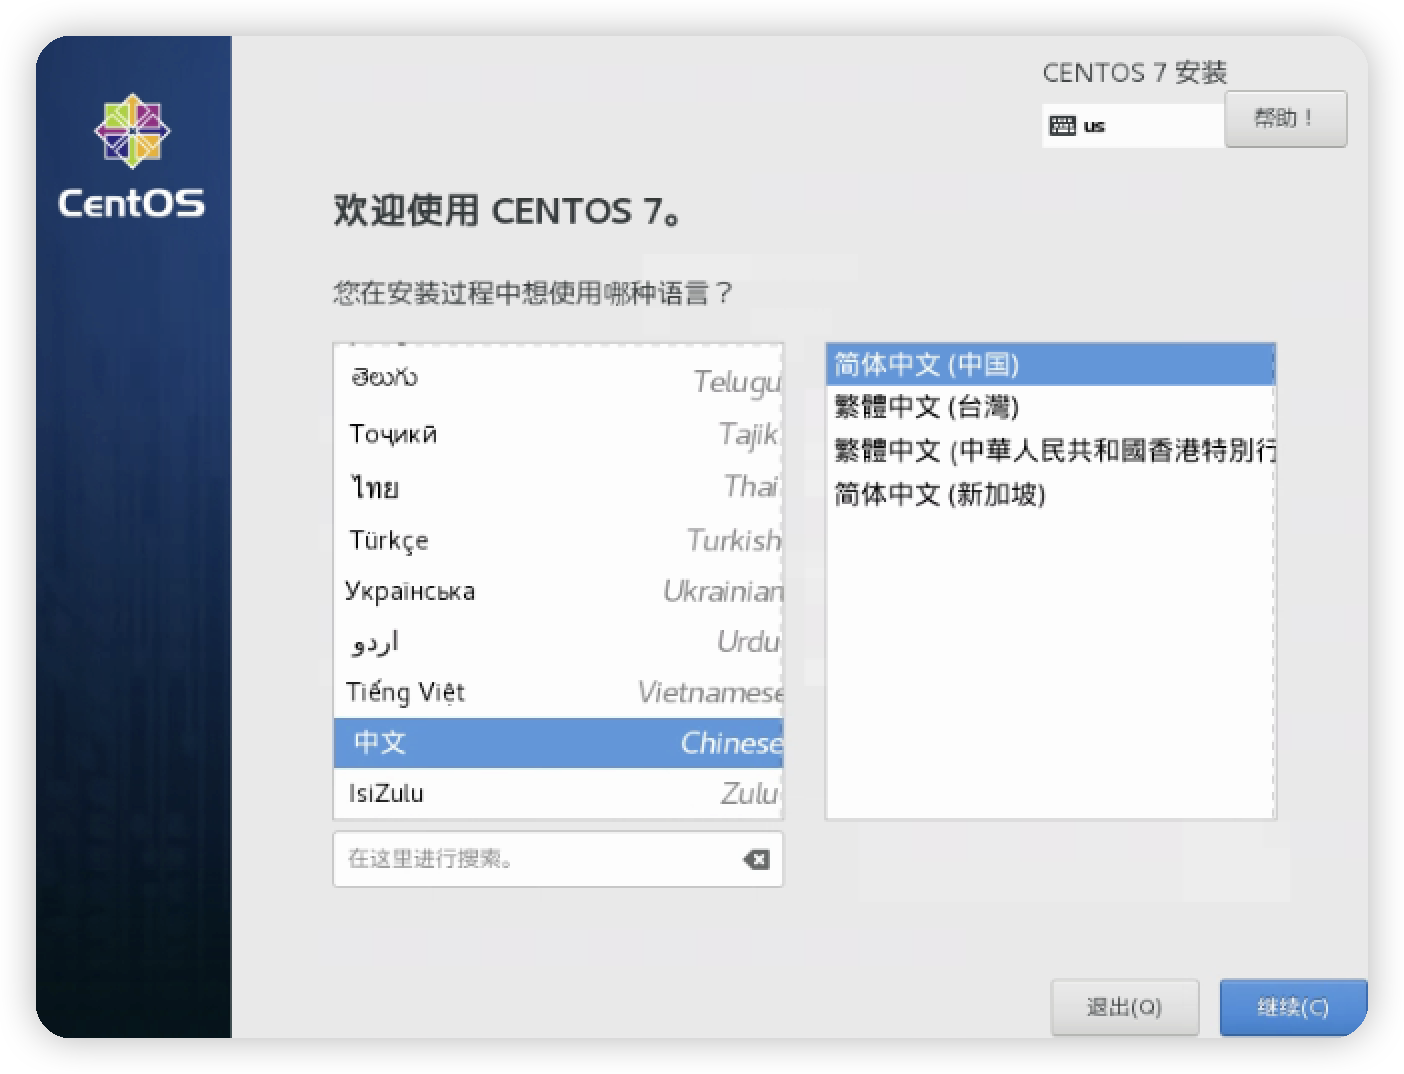 CentOS
CENTOS 7 安装
us
帮助！
欢迎使用 CENTOS 7。
您在安装过程中想使用哪种语言？
తెలుగు Telugu
Тоҷикӣ Tajik
ไทย Thai
Türkçe Turkish
Українська Ukrainian
اردو Urdu
Tiếng Việt Vietnamese
中文 Chinese
IsiZulu Zulu
在这里进行搜索。
简体中文 (中国)
繁體中文 (台灣)
繁體中文 (中華人民共和國香港特別行
简体中文 (新加坡)
退出(Q)
继续(C)